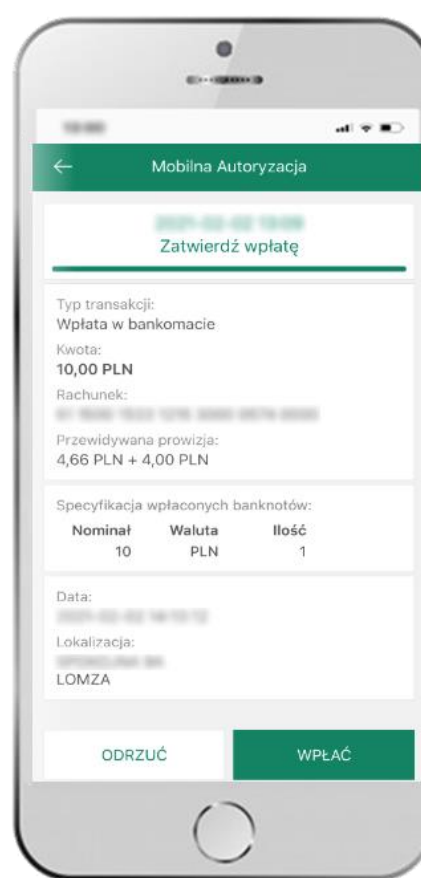 Mobilna Autoryzacja
Zatwierdź wpłatę
Typ transakcji:
Wpłata w bankomacie
Kwota:
10,00 PLN
Rachunek:
Przewidywana prowizja:
4,66 PLN + 4,00 PLN
Specyfikacja wpłaconych banknotów:
Nominał Waluta Ilość
10 PLN 1
Data:
Lokalizacja:
LOMZA
ODRZUĆ WPŁAĆ